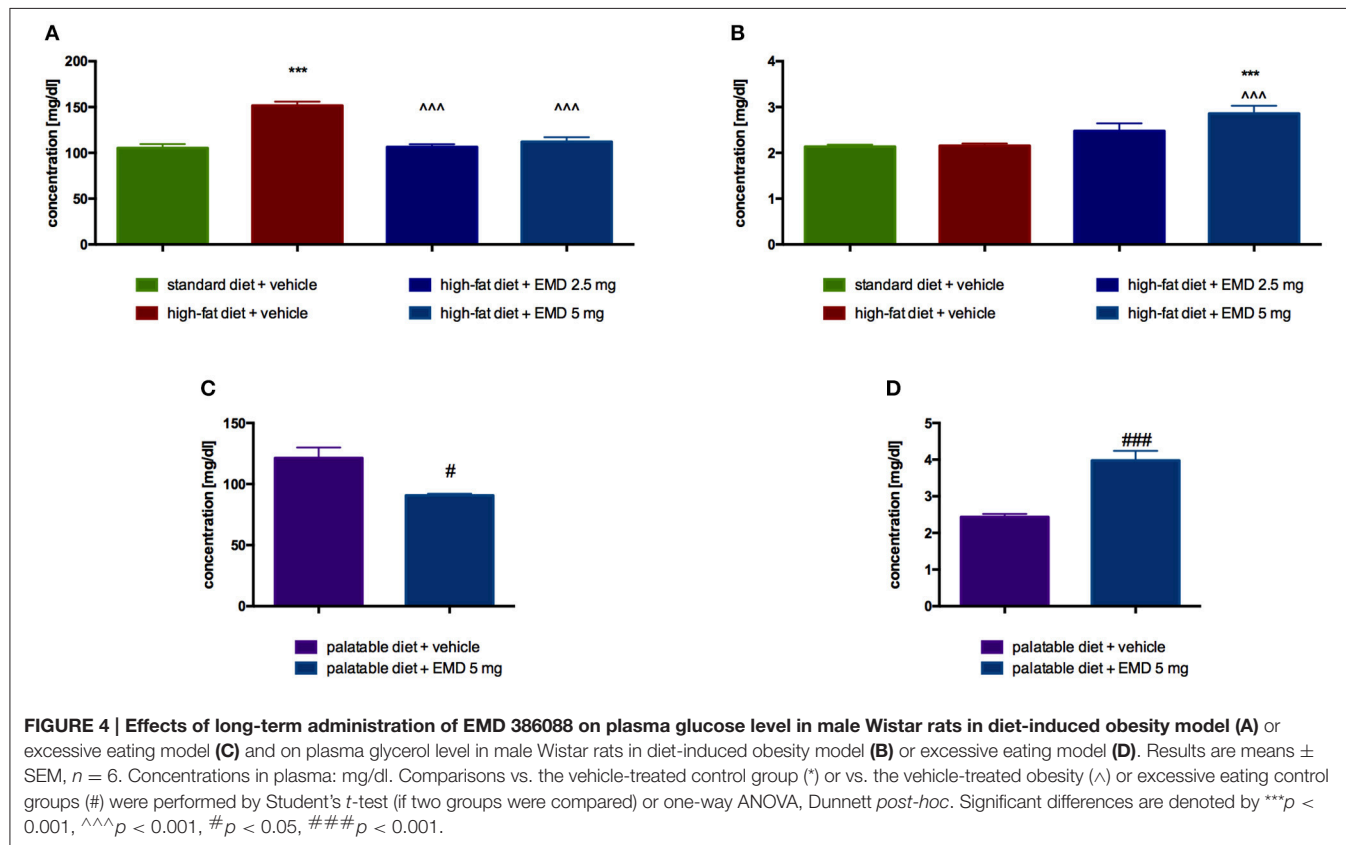 A
B
concentration [mg/dl]
200
150
100
50
0
***
^^^
^^^
concentration [mg/dl]
4
3
2
1
0
***
^^^
standard diet + vehicle
high-fat diet + EMD 2.5 mg
high-fat diet + vehicle
high-fat diet + EMD 5 mg
standard diet + vehicle
high-fat diet + EMD 2.5 mg
high-fat diet + vehicle
high-fat diet + EMD 5 mg
C
D
concentration [mg/dl]
150
100
50
0
#
concentration [mg/dl]
5
4
3
2
1
0
###
palatable diet + vehicle
palatable diet + EMD 5 mg
palatable diet + vehicle
palatable diet + EMD 5 mg
FIGURE 4 | Effects of long-term administration of EMD 386088 on plasma glucose level in male Wistar rats in diet-induced obesity model (A) or
excessive eating model (C) and on plasma glycerol level in male Wistar rats in diet-induced obesity model (B) or excessive eating model (D). Results are means ±
SEM, n = 6. Concentrations in plasma: mg/dl. Comparisons vs. the vehicle-treated control group (*) or vs. the vehicle-treated obesity (∧) or excessive eating control
groups (#) were performed by Student's t-test (if two groups were compared) or one-way ANOVA, Dunnett post-hoc. Significant differences are denoted by ***p <
0.001, ^^^p < 0.001, #p < 0.05, ###p < 0.001.